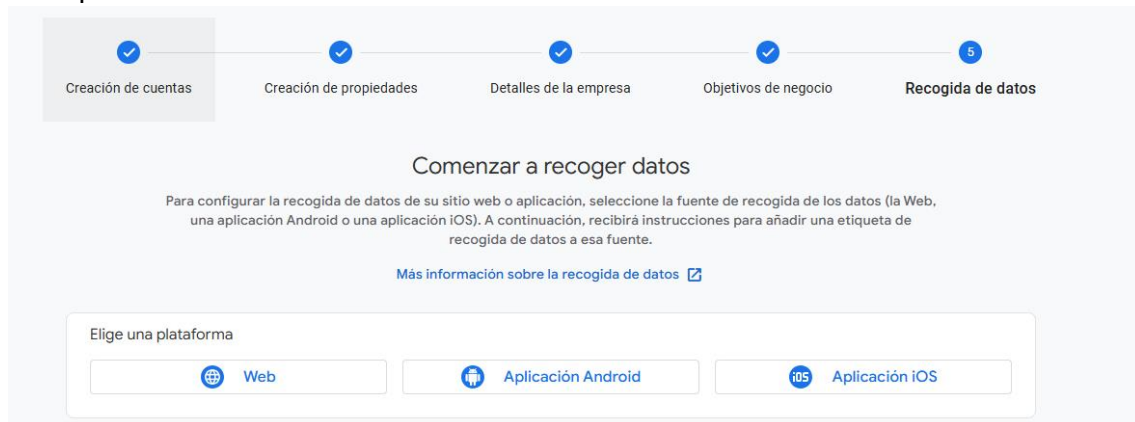 5
Creación de cuentas
Creación de propiedades
Detalles de la empresa
Objetivos de negocio
Recogida de datos
Comenzar a recoger datos
Para configurar la recogida de datos de su sitio web o aplicación, seleccione la fuente de recogida de los datos (la Web,
una aplicación Android o una aplicación iOS). A continuación, recibirá instrucciones para añadir una etiqueta de
recogida de datos a esa fuente.
Más información sobre la recogida de datos
Elige una plataforma
Web
Aplicación Android
iOS Aplicación iOS